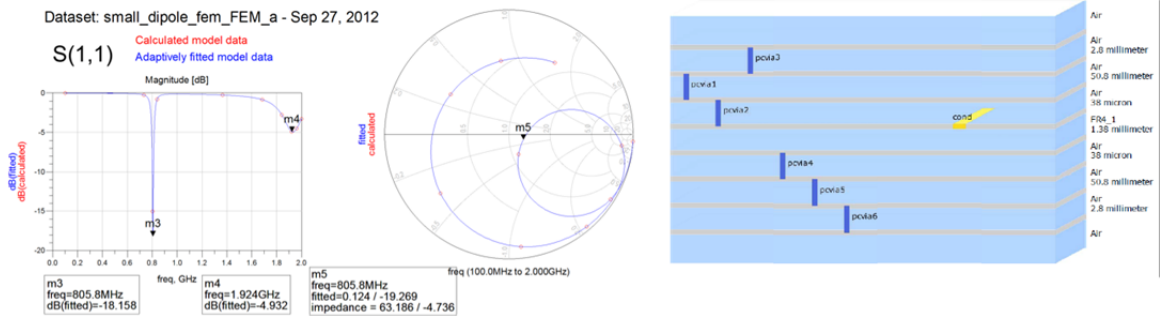 Dataset: small_dipole_fem_FEM_a - Sep 27, 2012
S(1,1)
Calculated model data
Adaptively fitted model data
Magnitude [dB]
0
-5
-10
-15
-20
dB(fitted)
dB(calculated)
m4
m3
0.0 0.2 0.4 0.6 0.8 1.0 1.2 1.4 1.6 1.8 2.0
freq, GHz
m3
freq=805.8MHz
dB(fitted)=-18.158
m4
freq=1.924GHz
dB(fitted)=-4.932
fitted
calculated
m5
freq (100.0MHz to 2.000GHz)
m5
freq=805.8MHz
fitted=0.124 / -19.269
impedance = 63.186 / -4.736
pcvia3
pcvia1
pcvia2
cond
pcvia4
pcvia5
pcvia6
Air
Air
2.8 millimeter
Air
50.8 millimeter
Air
38 micron
FR4_1
1.38 millimeter
Air
38 micron
Air
50.8 millimeter
Air
2.8 millimeter
Air